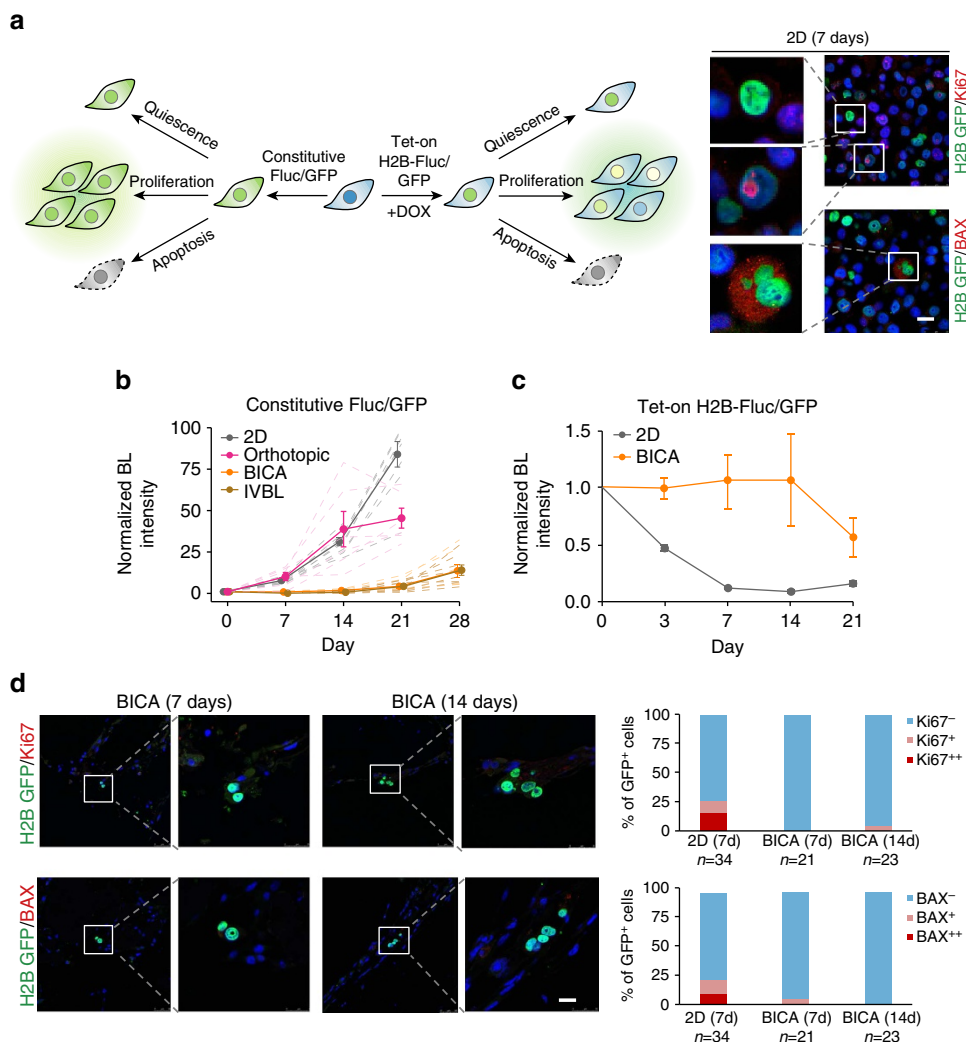 a
Quiescence
Proliferation
Apoptosis
Constitutive
Fluc/GFP
Tet-on
H2B-Fluc/
GFP
+DOX
Quiescence
Proliferation
Apoptosis
2D (7 days)
H2B GFP/Ki67
H2B GFP/BAX
b
Constitutive Fluc/GFP
Normalized BL
intensity
100
75
50
25
0
2D
Orthotopic
BICA
IVBL
0 7 14 21 28
Day
c
Tet-on H2B-Fluc/GFP
Normalized BL
intensity
1.5
1.0
0.5
0.0
2D
BICA
0 3 7 14 21
Day
d
BICA (7 days)
BICA (14 days)
H2B GFP/Ki67
H2B GFP/BAX
% of GFP⁺ cells
100
75
50
25
0
Ki67⁻
Ki67⁺
Ki67⁺⁺
2D (7d) BICA (7d) BICA (14d)
n=34 n=21 n=23
% of GFP⁺ cells
100
75
50
25
0
BAX⁻
BAX⁺
BAX⁺⁺
2D (7d) BICA (7d) BICA (14d)
n=34 n=21 n=23